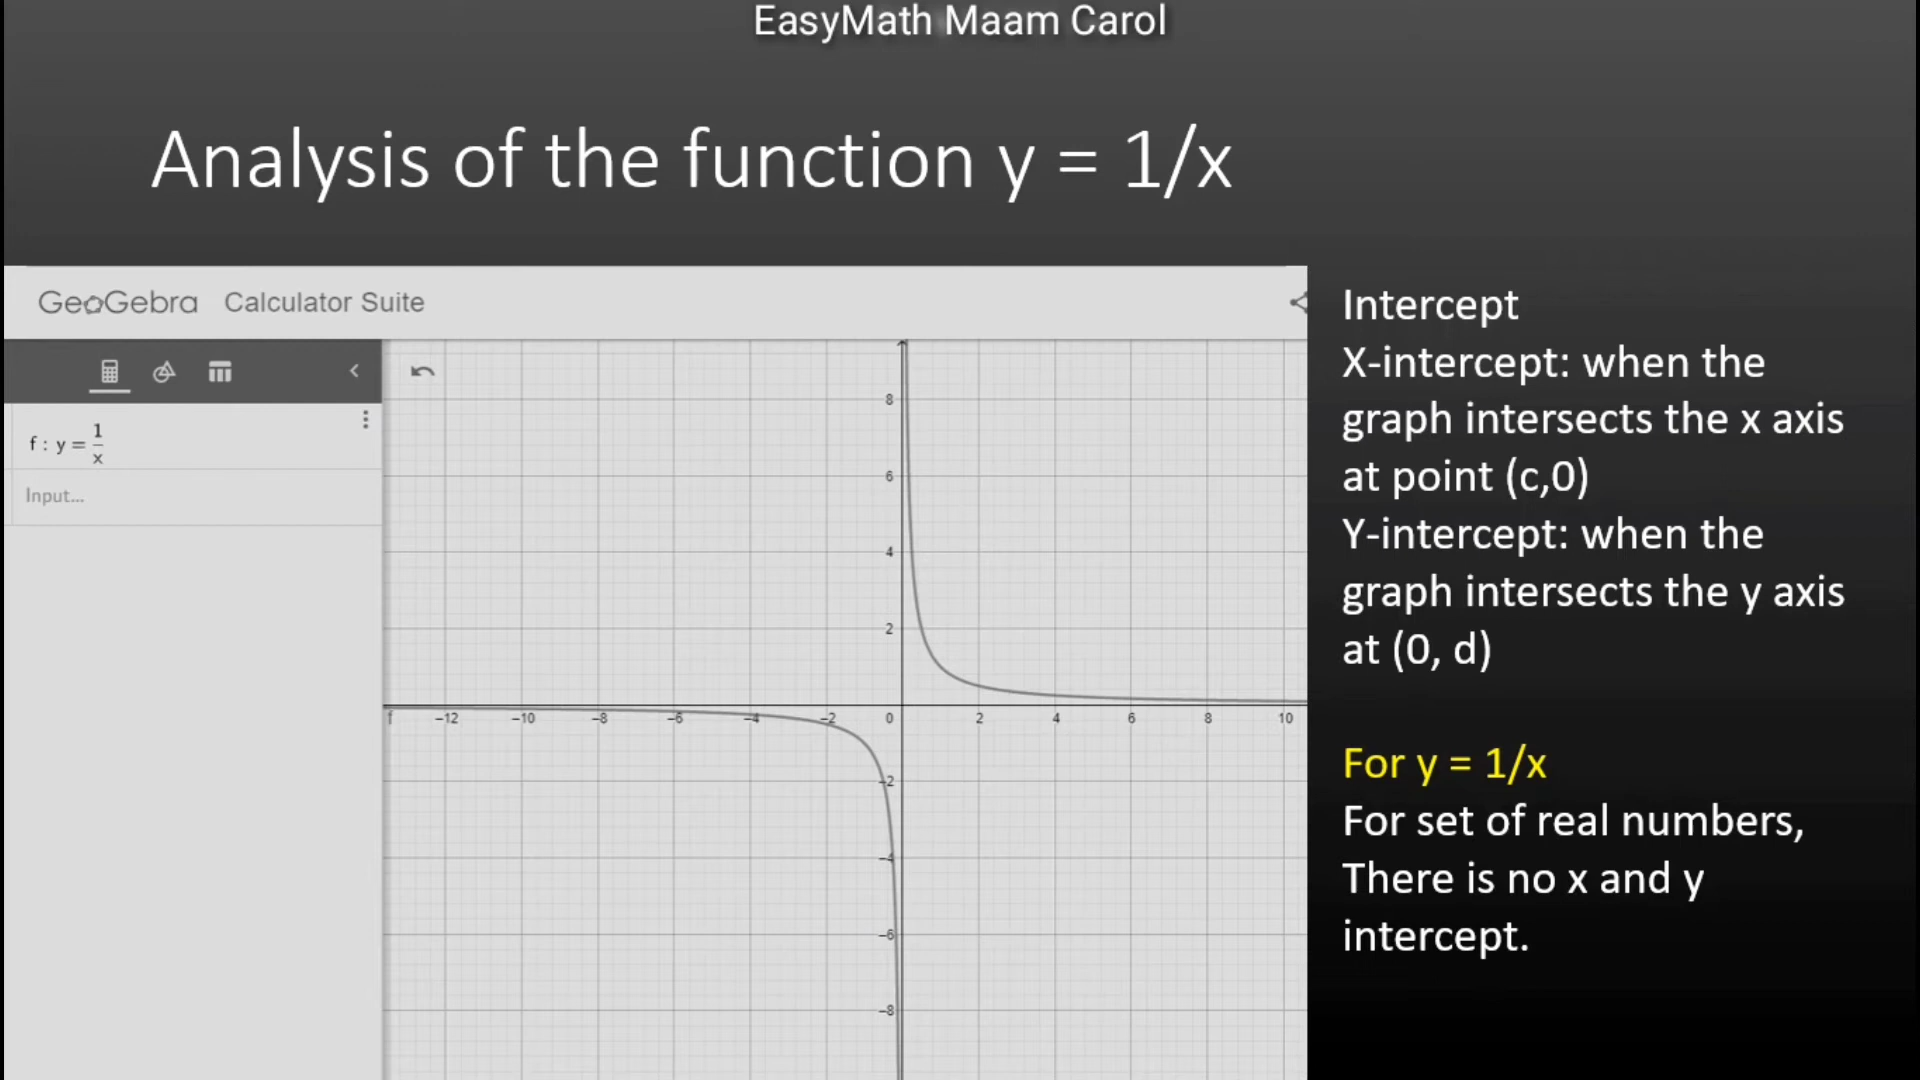 EasyMath Maam Carol
Analysis of the function y = 1/x
GeoGebra Calculator Suite
f : y = 1/x
Input...
8
6
4
2
f −12 −10 −8 −6 −4 −2 0 2 4 6 8 10
−2
−4
−6
−8
Intercept
X-intercept: when the
graph intersects the x axis
at point (c,0)
Y-intercept: when the
graph intersects the y axis
at (0, d)
For y = 1/x
For set of real numbers,
There is no x and y
intercept.